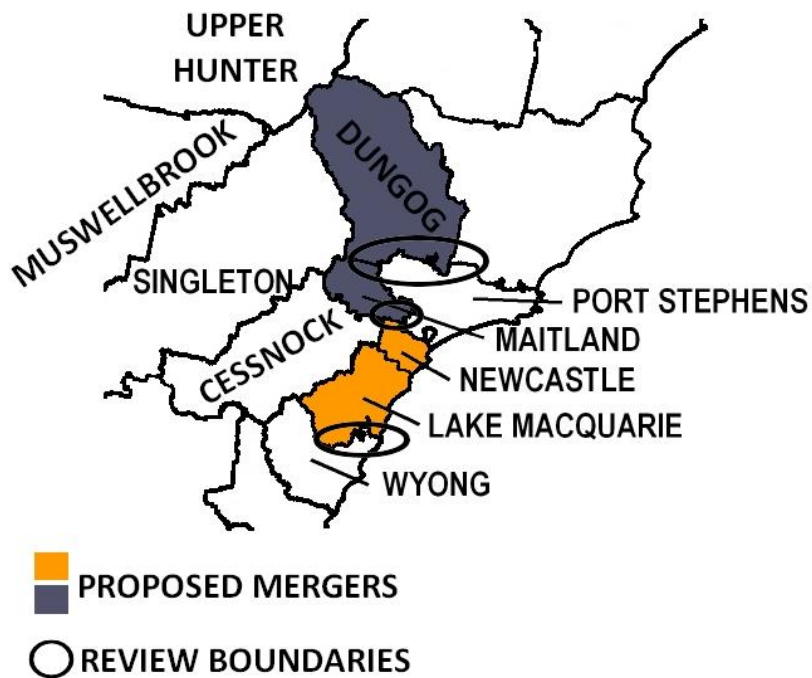 UPPER
HUNTER
DUNGOG
MUSWELLBROOK
SINGLETON
PORT STEPHENS
MAITLAND
CESSNOCK
NEWCASTLE
LAKE MACQUARIE
WYONG
PROPOSED MERGERS
REVIEW BOUNDARIES